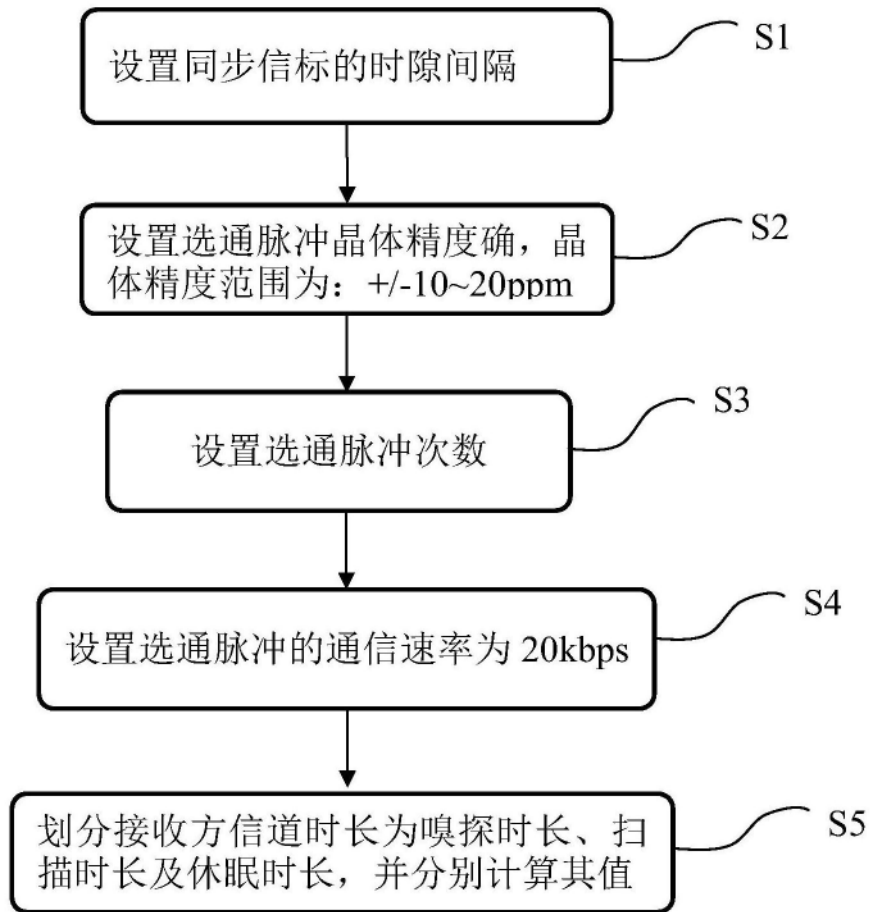 设置同步信标的时隙间隔
S1
设置选通脉冲晶体精度确，晶
体精度范围为：+/-10~20ppm
S2
设置选通脉冲次数
S3
设置选通脉冲的通信速率为 20kbps
S4
划分接收方信道时长为嗅探时长、扫
描时长及休眠时长，并分别计算其值
S5